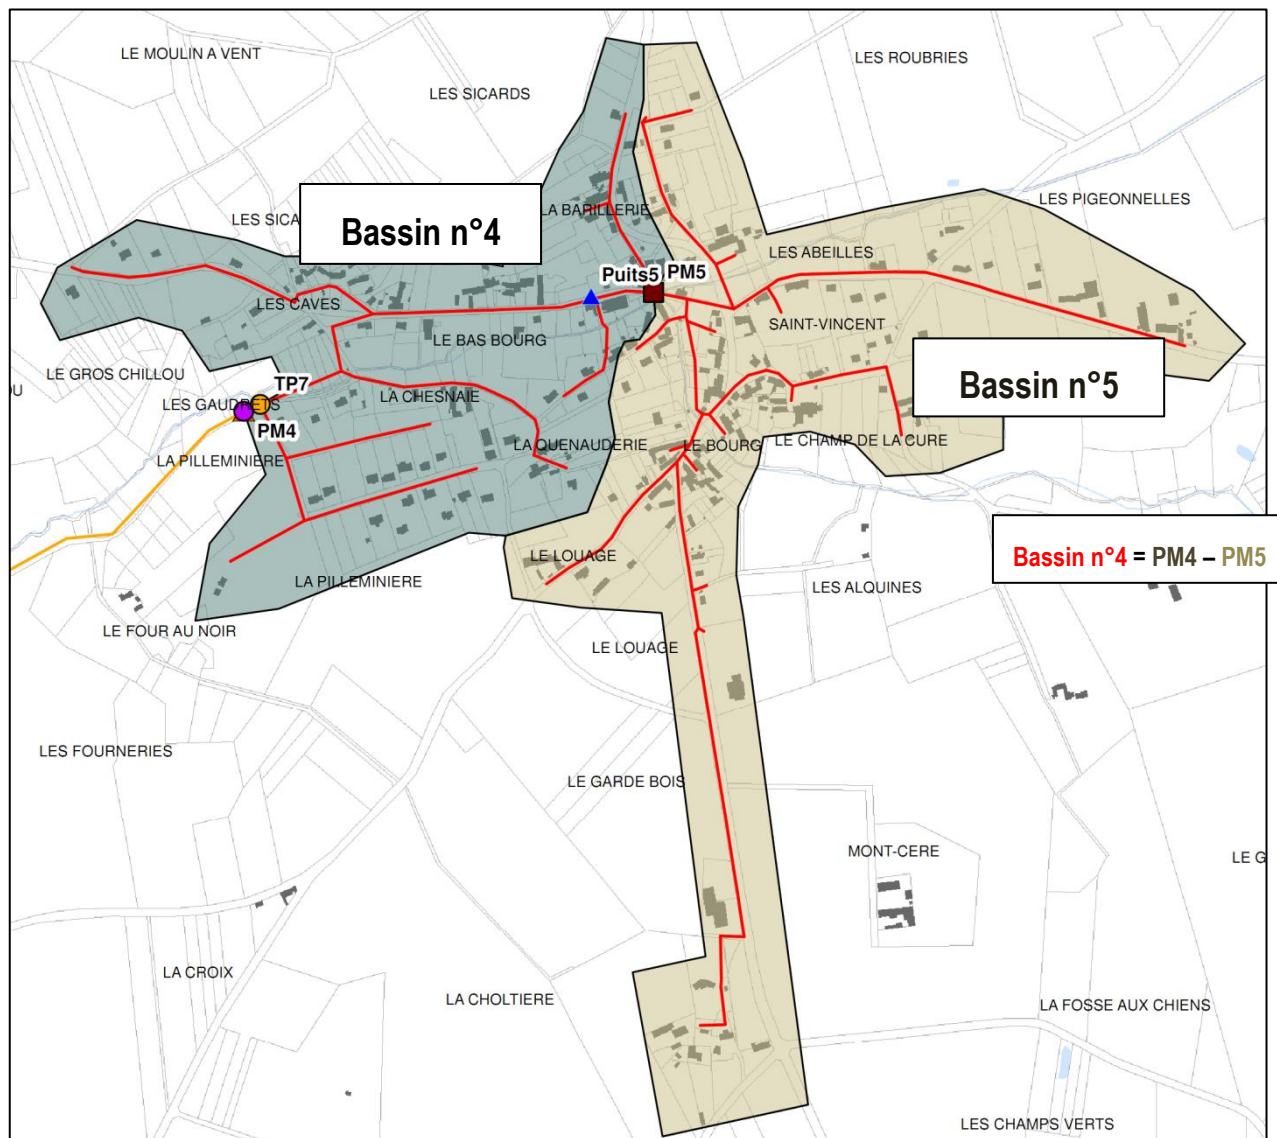 LE MOULIN A VENT
LES ROUBRIES
LES SICARDS
LES PIGEONNELLES
LES SICA
LA BARILLERIE
Bassin n°4
LES ABEILLES
Puits5 PM5
LES CAVES
SAINT-VINCENT
LE BAS BOURG
LE GROS CHILLOU
OU
TP7
LA CHESNAIE
Bassin n°5
LES GAUDRETS
PM4
LA QUENAUDERIE
LE BOURG
LE CHAMP DE LA CURE
LA PILLEMINIERE
LE LOUAGE
Bassin n°4 = PM4 – PM5
LA PILLEMINIERE
LES ALQUINES
LE FOUR AU NOIR
LE LOUAGE
LES FOURNERIES
LE GARDE BOIS
MONT-CERE
LE G
LA CROIX
LA CHOLTIERE
LA FOSSE AUX CHIENS
LES CHAMPS VERTS